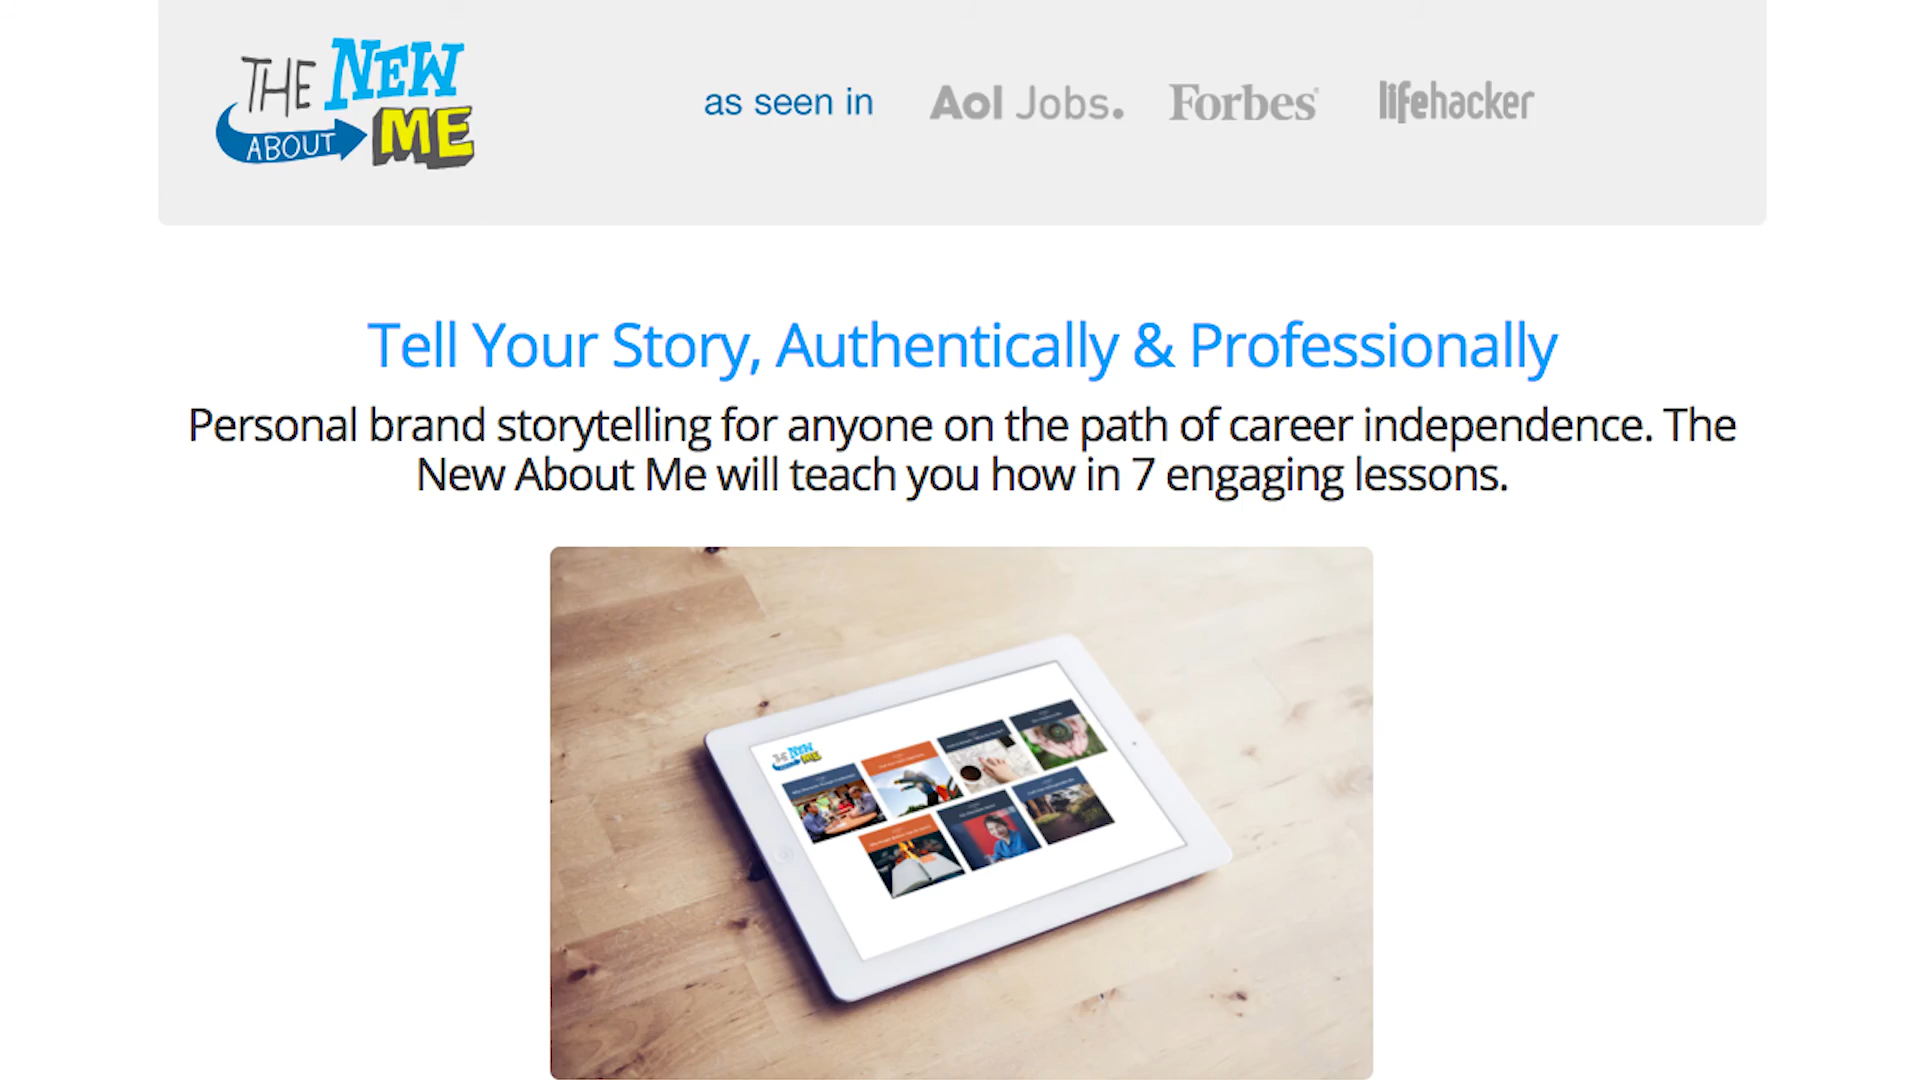 THE NEW
ABOUT ME
as seen in Aol Jobs. Forbes lifehacker
Tell Your Story, Authentically & Professionally
Personal brand storytelling for anyone on the path of career independence. The
New About Me will teach you how in 7 engaging lessons.
NEW
ME